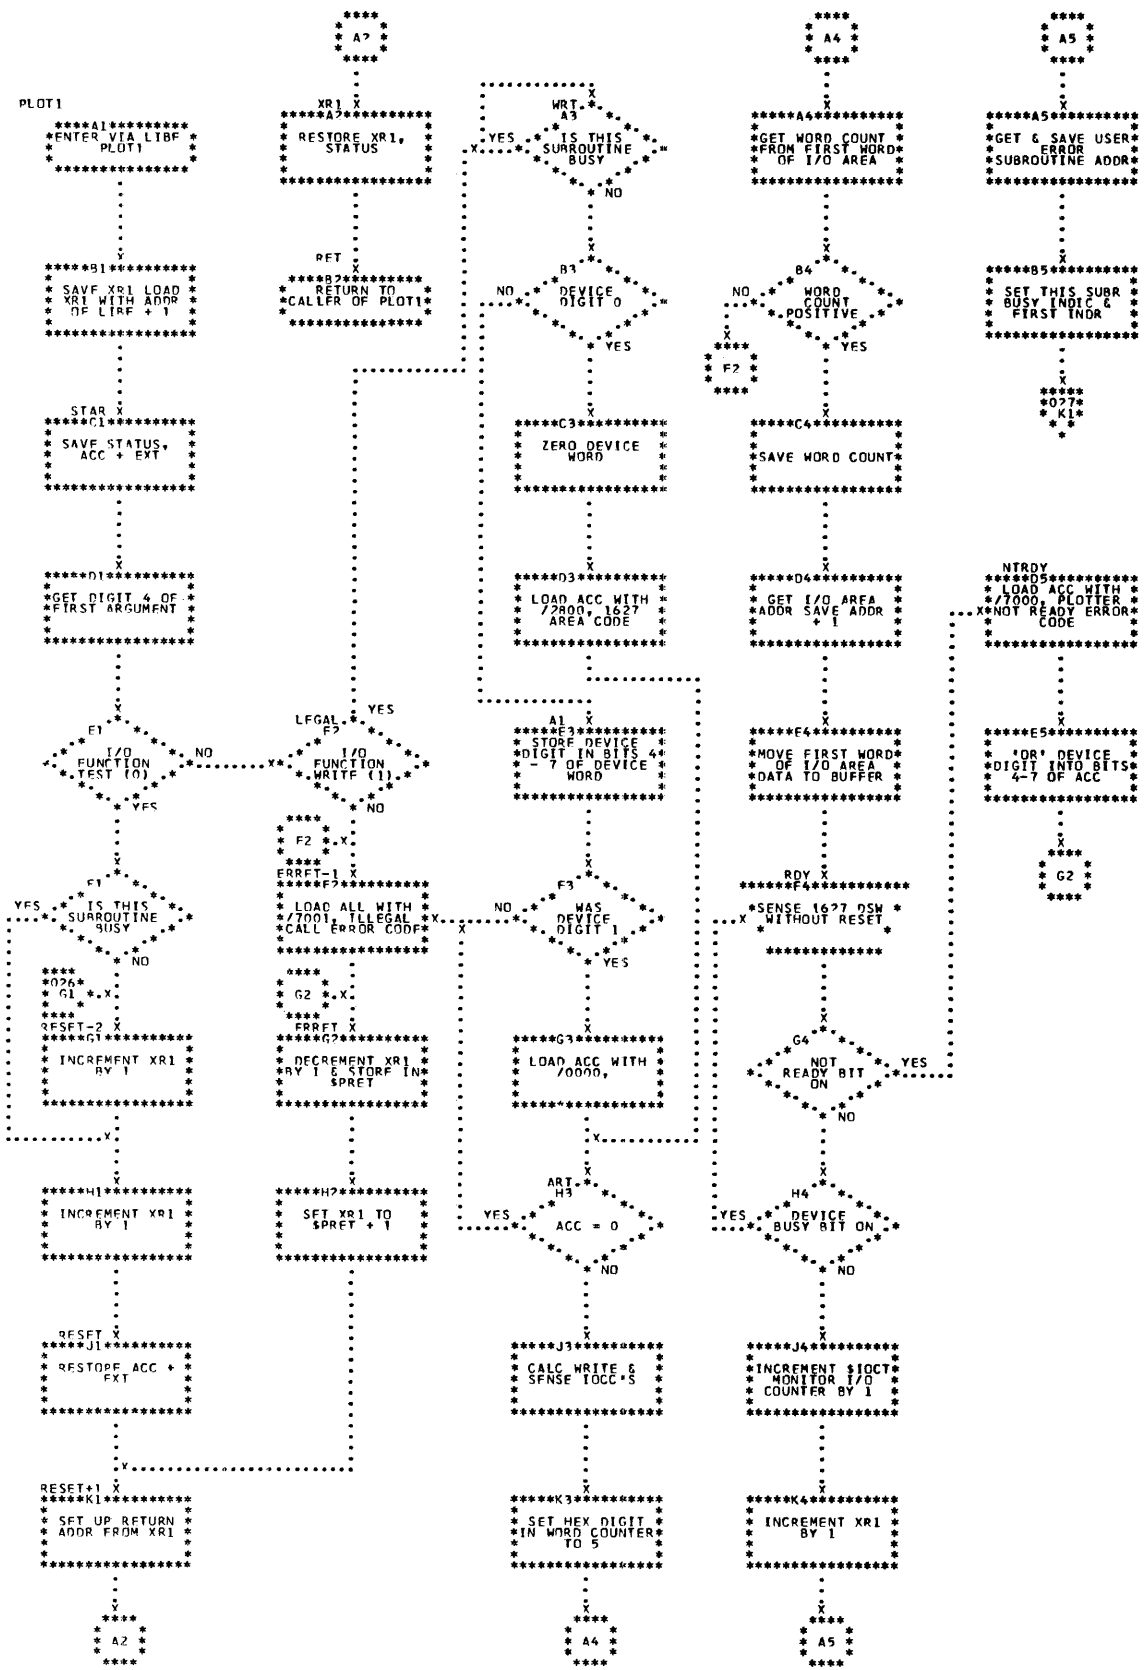 A2
A4
A5
PLOT1
A1
ENTER VIA LIBF
PLOT1
B1
SAVE XR1 LOAD
XR1 WITH ADDR
OF LIBF + 1
STAR
C1
SAVE STATUS,
ACC + EXT
D1
GET DIGIT 4 OF
FIRST ARGUMENT
E1
I/O
FUNCTION
TEST (0)
NO
YES
F1
IS THIS
SUBROUTINE
BUSY
YES
NO
*026*
G1
RESET-2
G1
INCREMENT XR1
BY 1
H1
INCREMENT XR1
BY 1
RESET
J1
RESTORE ACC +
EXT
RESET+1
K1
SET UP RETURN
ADDR FROM XR1
A2
XR1
A2
RESTORE XR1,
STATUS
RET
B2
RETURN TO
CALLER OF PLOT1
LEGAL
E2
YES
I/O
FUNCTION
WRITE (1)
NO
F2
ERRET-1
F2
LOAD ALL WITH
/7001, ILLEGAL
CALL ERROR CODE
G2
ERRET
G2
DECREMENT XR1
BY 1 & STORE IN
$PRET
H2
SET XR1 TO
$PRET + 1
WRT
A3
YES
IS THIS
SUBROUTINE
BUSY
NO
B3
NO
DEVICE
DIGIT 0
YES
C3
ZERO DEVICE
WORD
D3
LOAD ACC WITH
/2800, 1627
AREA CODE
A1
E3
STORE DEVICE
DIGIT IN BITS 4
- 7 OF DEVICE
WORD
F3
NO
WAS
DEVICE
DIGIT 1
YES
G3
LOAD ACC WITH
/0000,
ART
H3
YES
ACC = 0
NO
J3
CALC WRITE &
SENSE IOCC'S
K3
SET HEX DIGIT
IN WORD COUNTER
TO 5
A4
A4
GET WORD COUNT
FROM FIRST WORD
OF I/O AREA
B4
NO
WORD
COUNT
POSITIVE
YES
F2
C4
SAVE WORD COUNT
D4
GET I/O AREA
ADDR SAVE ADDR
+ 1
E4
MOVE FIRST WORD
OF I/O AREA
DATA TO BUFFER
RDY
F4
SENSE 1627 DSW
WITHOUT RESET
G4
NOT
READY BIT
ON
YES
NO
H4
YES
DEVICE
BUSY BIT ON
NO
J4
INCREMENT $IOCT
MONITOR I/O
COUNTER BY 1
K4
INCREMENT XR1
BY 1
A5
A5
GET & SAVE USER
ERROR
SUBROUTINE ADDR
B5
SET THIS SUBR
BUSY INDIC &
FIRST INDR
*027*
K1
NTRDY
D5
LOAD ACC WITH
/7000, PLOTTER
NOT READY ERROR
CODE
E5
'OR' DEVICE
DIGIT INTO BITS
4-7 OF ACC
G2